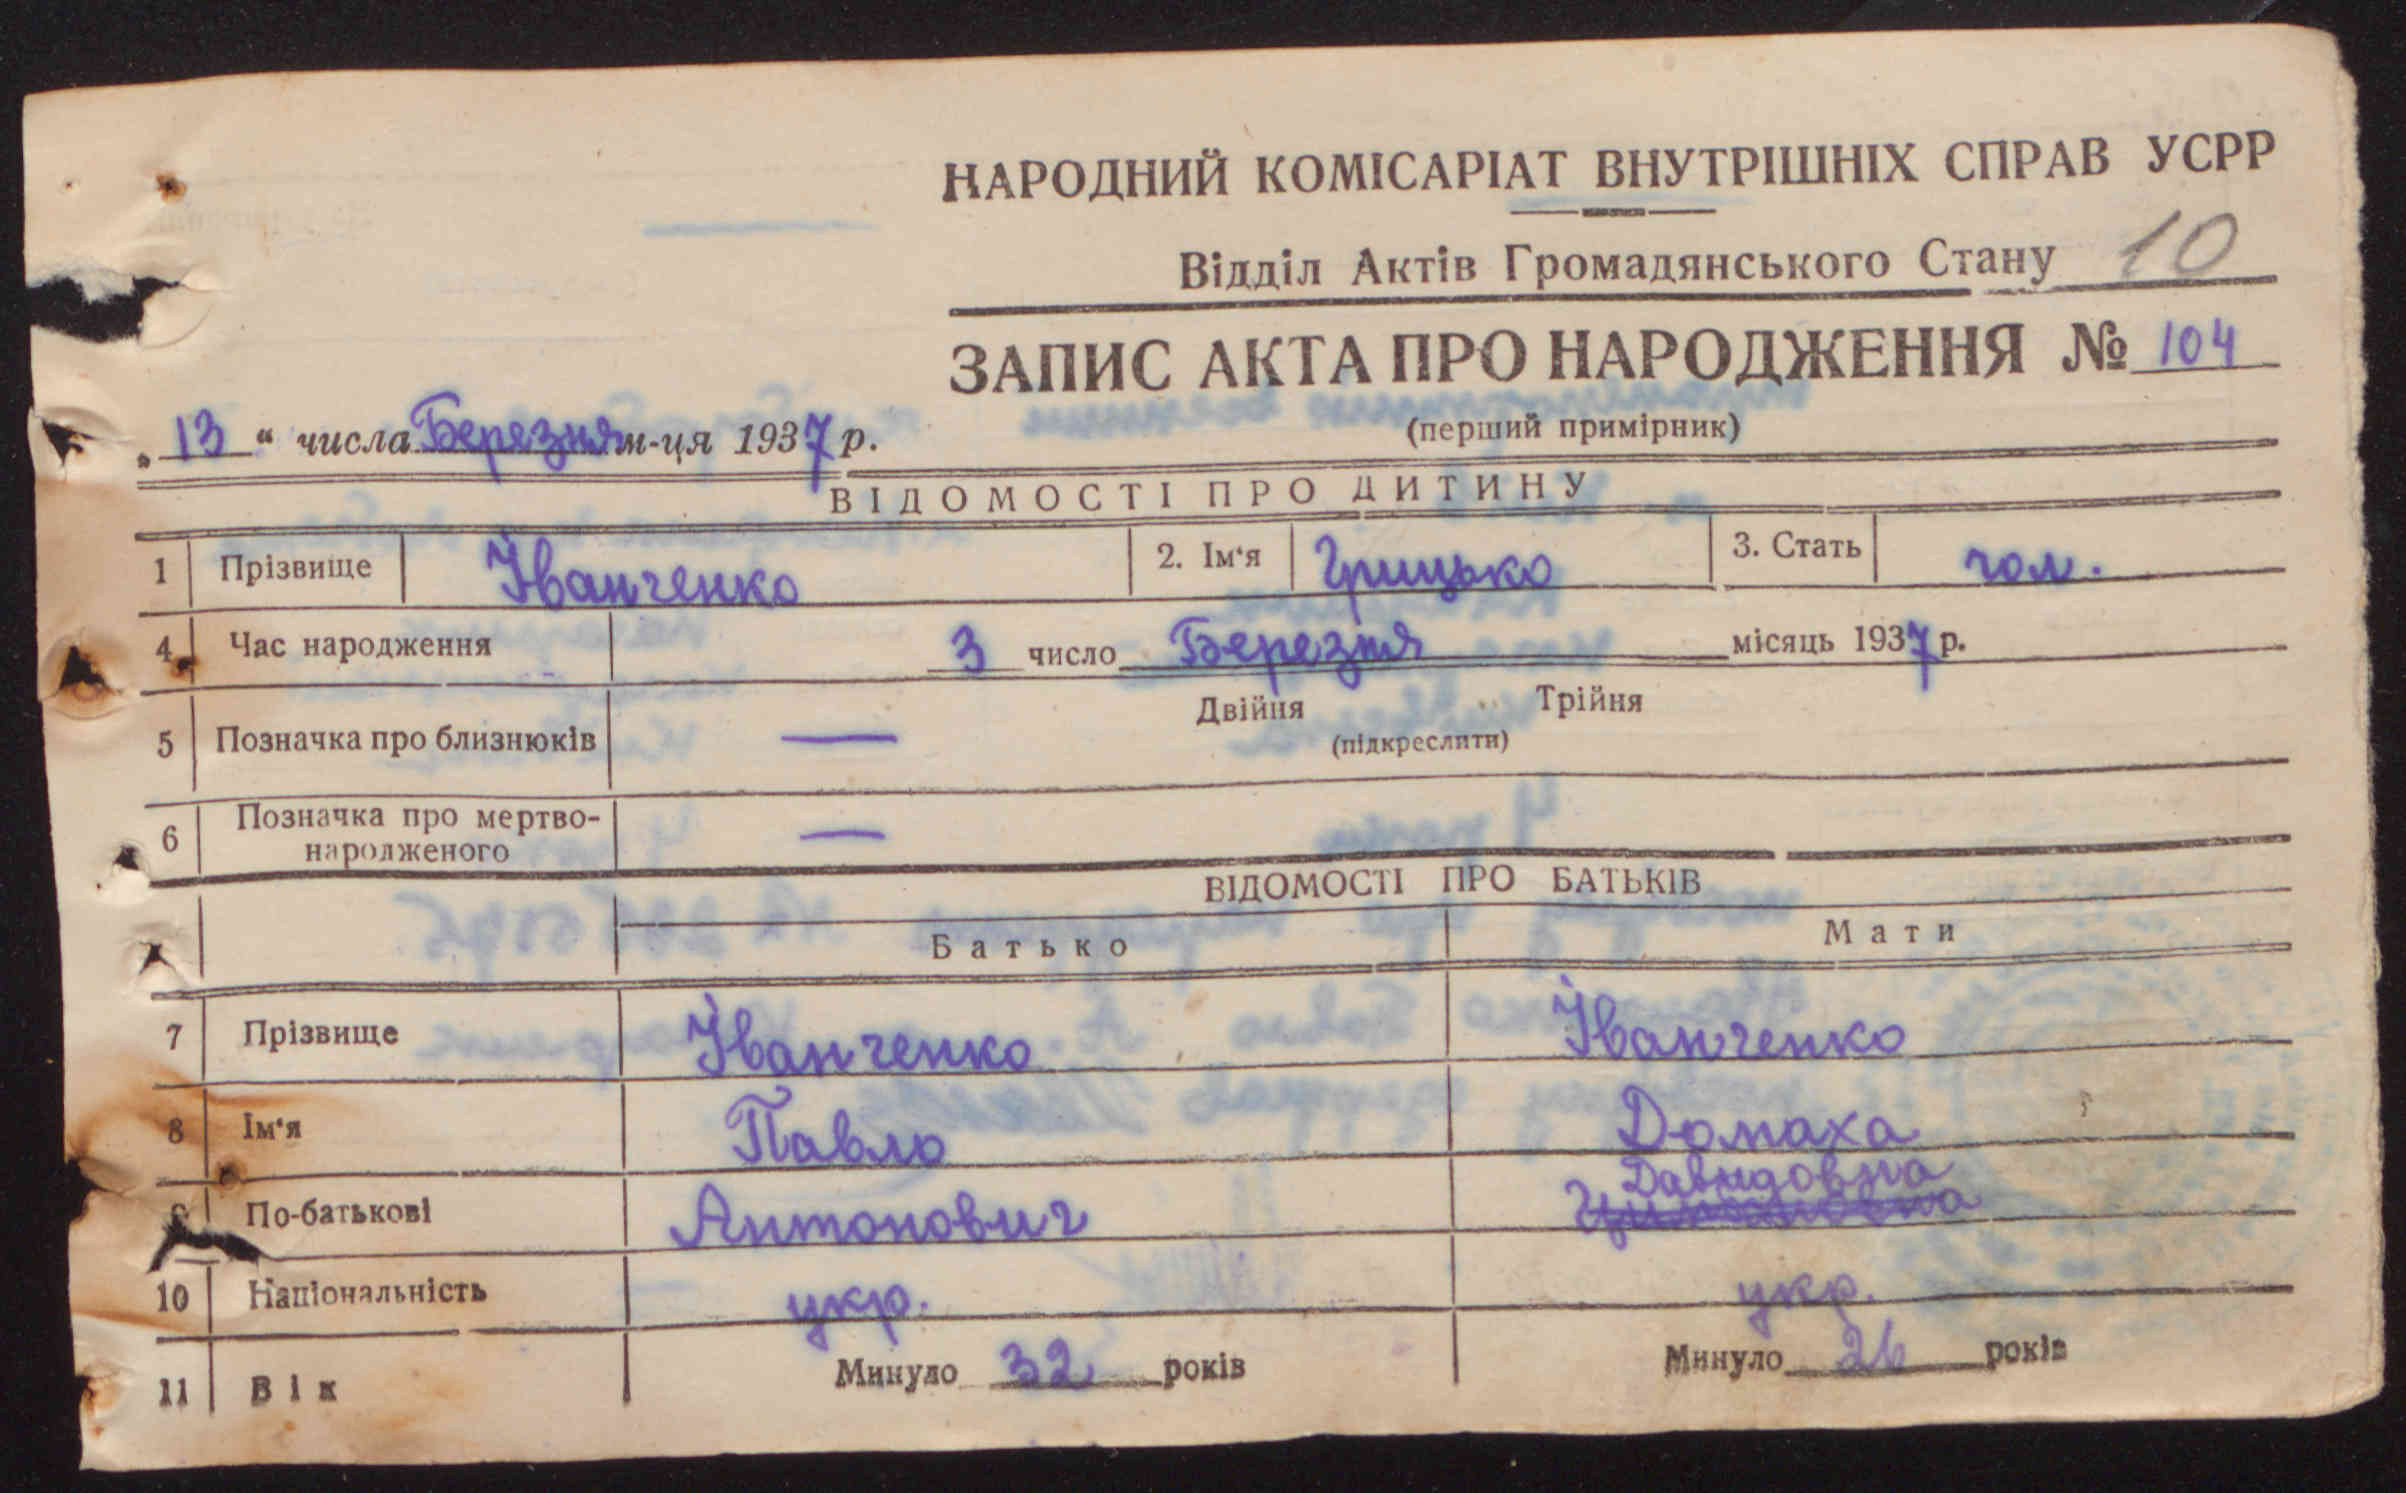 НАРОДНИЙ КОМІСАРІАТ ВНУТРІШНІХ СПРАВ УСРР
Відділ Актів Громадянського Стану 10
ЗАПИС АКТА ПРО НАРОДЖЕННЯ № 104
(перший примірник)
„13“ числа Березня м-ця 1937 р.
ВІДОМОСТІ ПРО ДИТИНУ
1 Прізвище Іванченко 2. Ім‘я Грицько 3. Стать чол.
4 Час народження 3 число Березня місяць 1937 р.
5 Позначка про близнюків — Двійня Трійня
(підкреслити)
6 Позначка про мертво-
народженого —
ВІДОМОСТІ ПРО БАТЬКІВ
Батько Мати
7 Прізвище Іванченко Іванченко
8 Ім‘я Павло Домаха
Давидовна
9 По-батькові Антонович
10 Національність укр. укр.
11 Вік Минуло 32 років Минуло 26 років